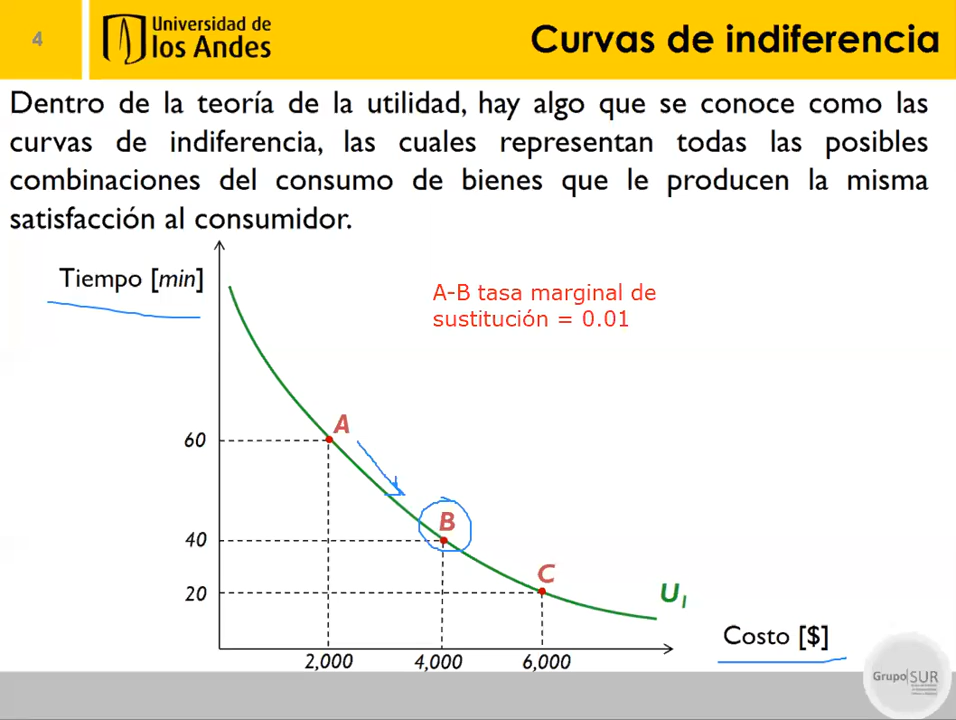 4
Universidad de
los Andes
Curvas de indiferencia
Dentro de la teoría de la utilidad, hay algo que se conoce como las
curvas de indiferencia, las cuales representan todas las posibles
combinaciones del consumo de bienes que le producen la misma
satisfacción al consumidor.
Tiempo [min]
A-B tasa marginal de
sustitución = 0.01
A
60
B
40
C
20
U1
Costo [$]
2,000 4,000 6,000
Grupo|SUR